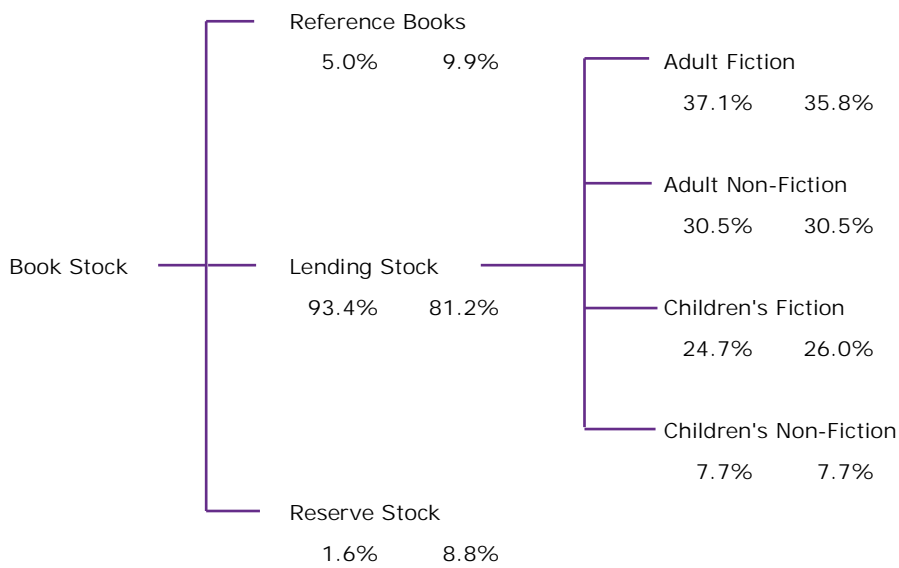 Reference Books
5.0% 9.9%
Adult Fiction
37.1% 35.8%
Adult Non-Fiction
30.5% 30.5%
Book Stock
Lending Stock
93.4% 81.2%
Children's Fiction
24.7% 26.0%
Children's Non-Fiction
7.7% 7.7%
Reserve Stock
1.6% 8.8%